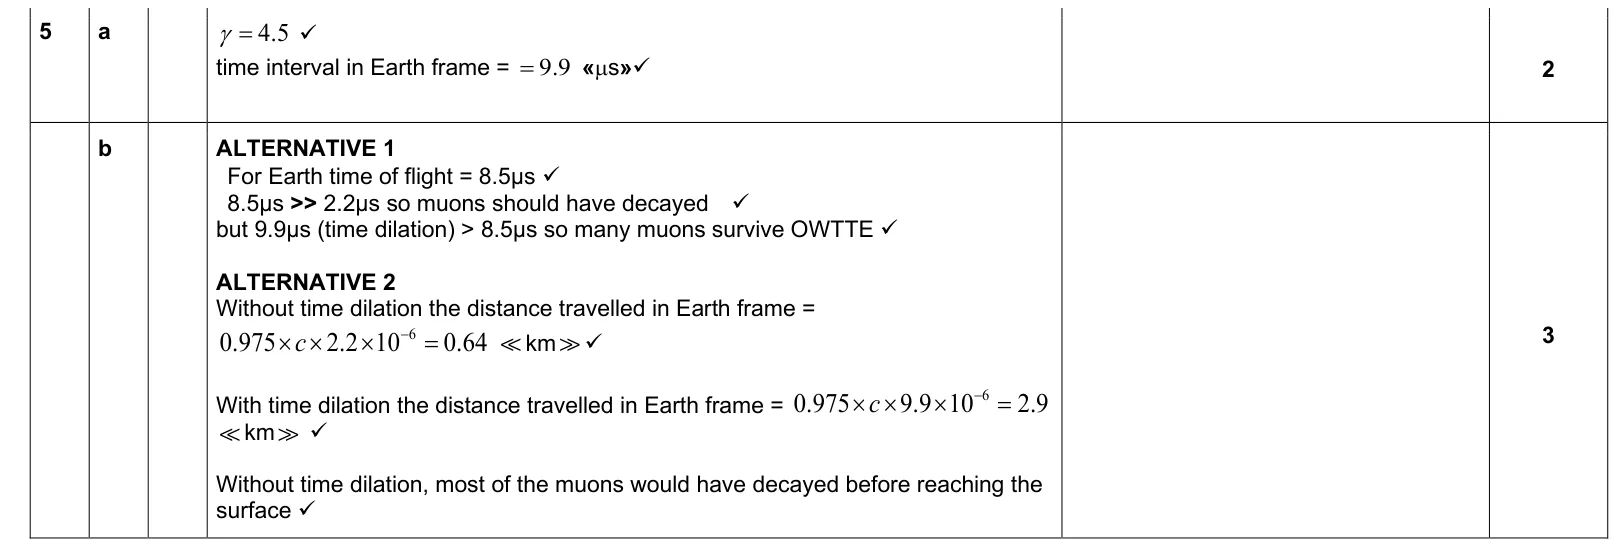 5 a γ = 4.5 ✓
time interval in Earth frame = = 9.9 «μs»✓
2
b ALTERNATIVE 1
For Earth time of flight = 8.5μs ✓
8.5μs >> 2.2μs so muons should have decayed ✓
but 9.9μs (time dilation) > 8.5μs so many muons survive OWTTE ✓
ALTERNATIVE 2
Without time dilation the distance travelled in Earth frame =
0.975×c×2.2×10⁻⁶ = 0.64 ≪km≫ ✓
3
With time dilation the distance travelled in Earth frame = 0.975×c×9.9×10⁻⁶ = 2.9
≪km≫ ✓
Without time dilation, most of the muons would have decayed before reaching the
surface ✓